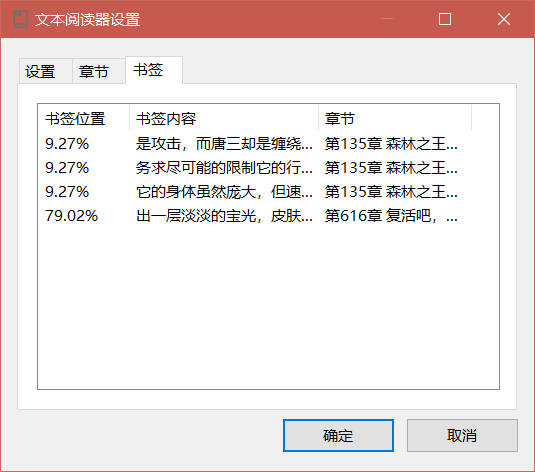 文本阅读器设置
设置 章节 书签
书签位置 书签内容 章节
9.27% 是攻击，而唐三却是缠绕... 第135章 森林之王...
9.27% 务求尽可能的限制它的行... 第135章 森林之王...
9.27% 它的身体虽然庞大，但速... 第135章 森林之王...
79.02% 出一层淡淡的宝光，皮肤... 第616章 复活吧，...
确定 取消